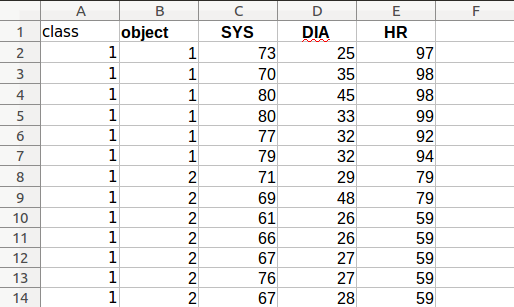 A B C D E F
1 class object SYS DIA HR
2 1 1 73 25 97
3 1 1 70 35 98
4 1 1 80 45 98
5 1 1 80 33 99
6 1 1 77 32 92
7 1 1 79 32 94
8 1 2 71 29 79
9 1 2 69 48 79
10 1 2 61 26 59
11 1 2 66 26 59
12 1 2 67 27 59
13 1 2 76 27 59
14 1 2 67 28 59